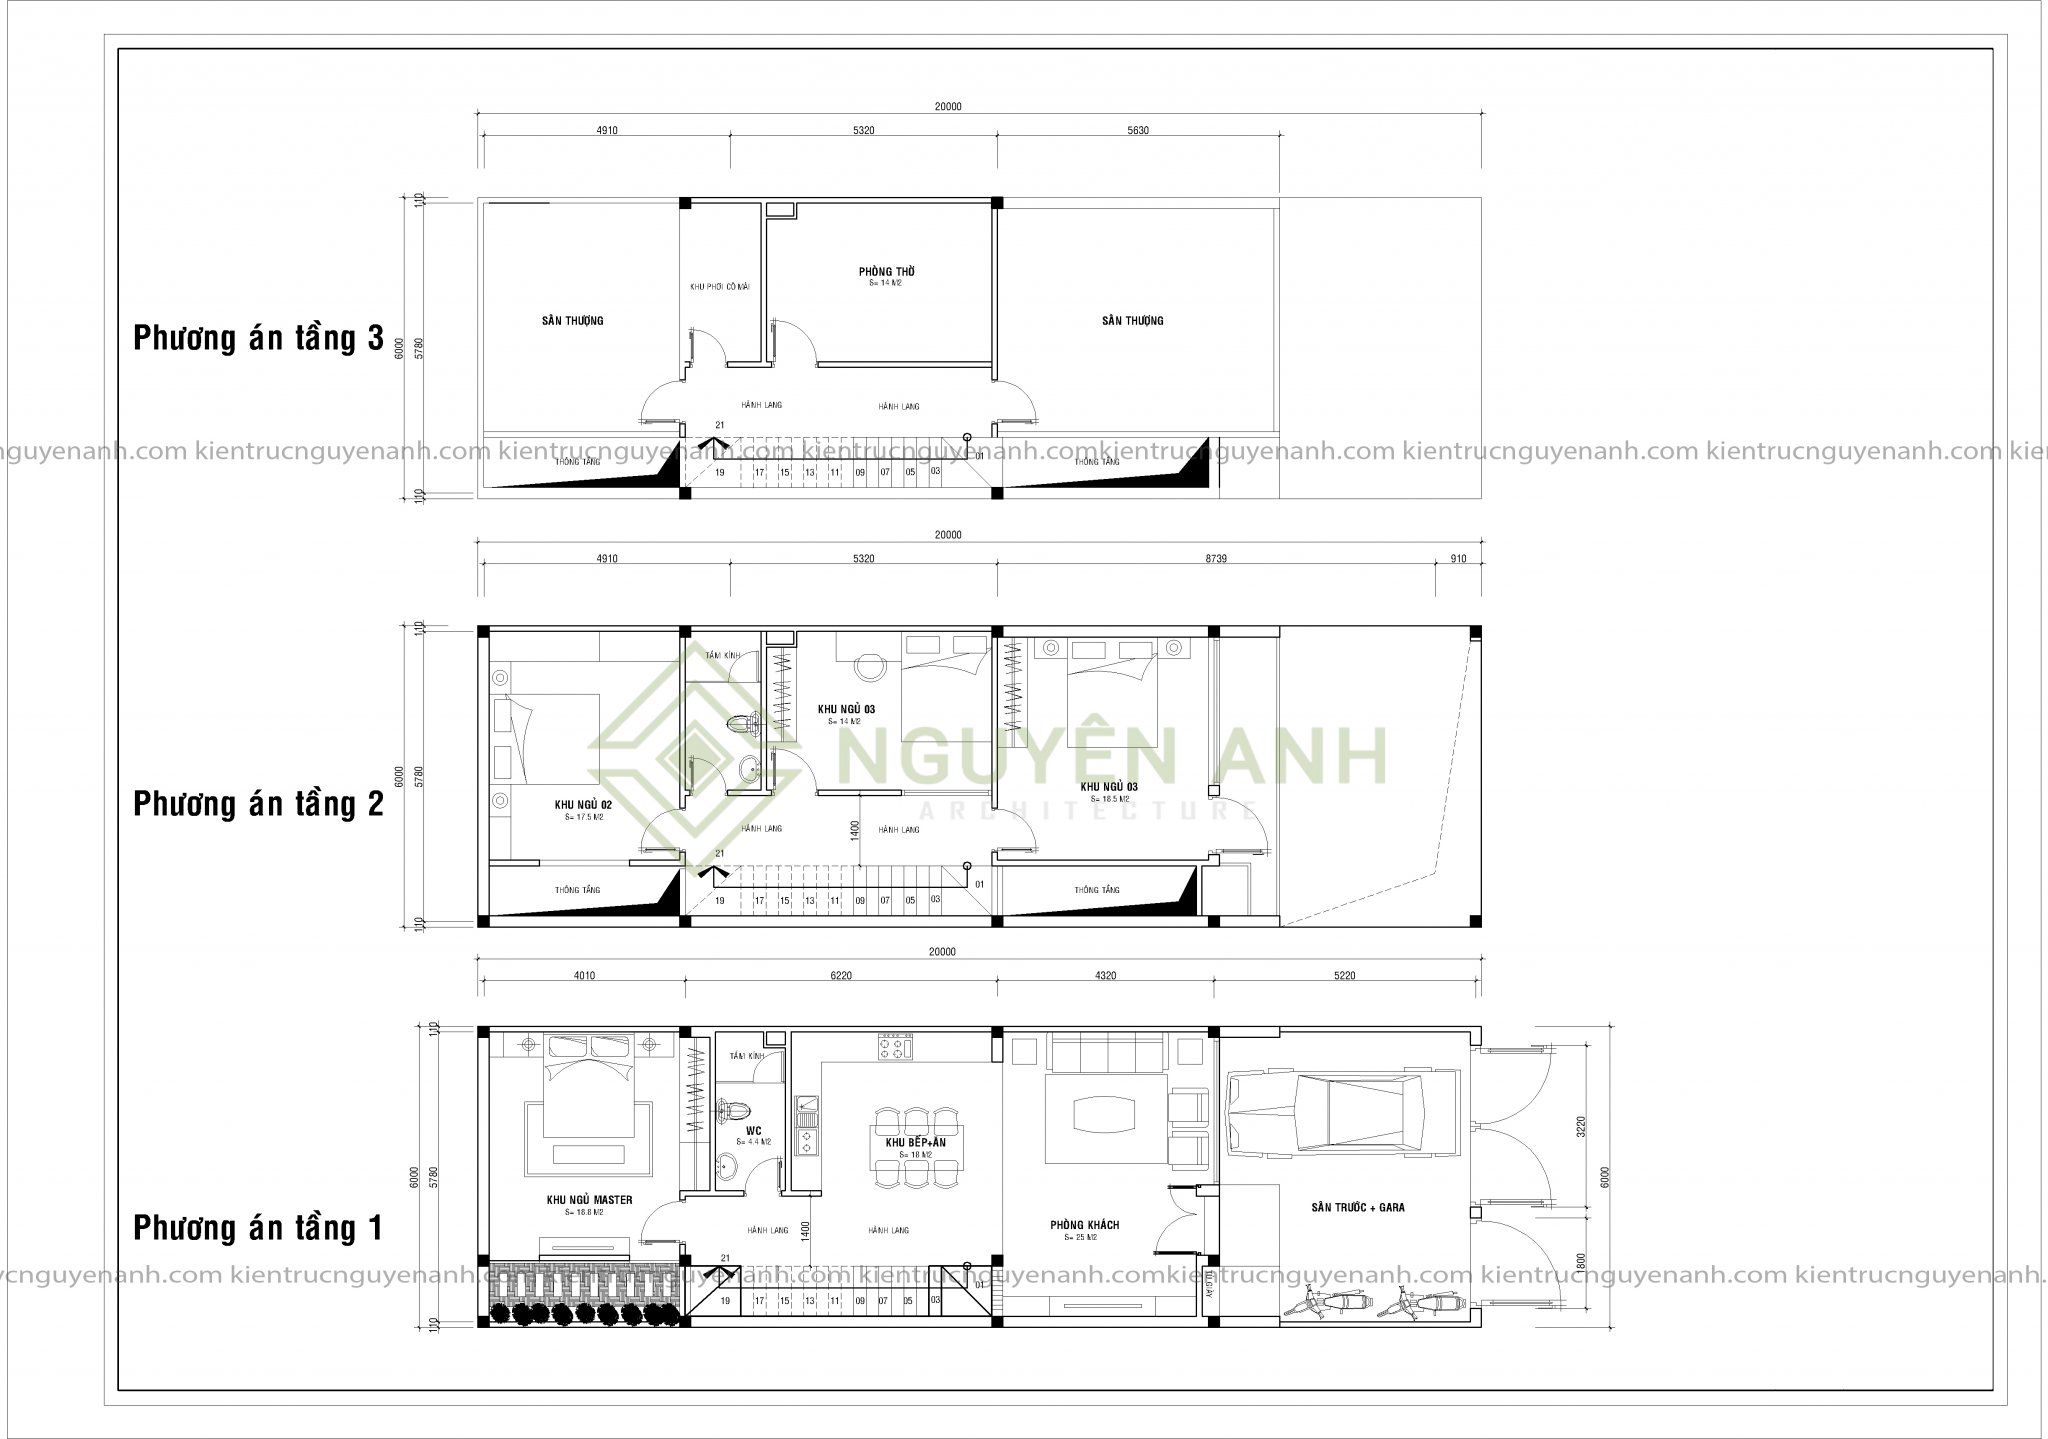 20000
4910 5320 5630
110
6000
5780
110
Phương án tầng 3
SÂN THƯỢNG
KHU PHƠI CÓ MÁI
PHÒNG THỜ
S= 14 M2
SÂN THƯỢNG
HÀNH LANG HÀNH LANG
21
01
THÔNG TẦNG
19 17 15 13 11 09 07 05 03
THÔNG TẦNG
nguyenanh.com kientrucnguyenanh.com kientrucnguyenanh.com kientrucnguyenanh.comkientrucnguyenanh.com kientrucnguyenanh.com kientrucnguyenanh.com kien
20000
4910 5320 8739 910
110
6000
5780
110
Phương án tầng 2
TẮM KÍNH
KHU NGỦ 03
S= 14 M2
KHU NGỦ 03
S= 18.5 M2
KHU NGỦ 02
S= 17.5 M2
NGUYÊN ANH
ARCHITECTURE
HÀNH LANG HÀNH LANG
1400
21
01
THÔNG TẦNG
19 17 15 13 11 09 07 05 03
THÔNG TẦNG
20000
4010 6220 4320 5220
110
6000
5780
110
Phương án tầng 1
TẮM KÍNH
WC
S= 4.4 M2
KHU BẾP+ĂN
S= 18 M2
KHU NGỦ MASTER
S= 18.8 M2
PHÒNG KHÁCH
S= 25 M2
SÂN TRƯỚC + GARA
3220
6000
1800
HÀNH LANG HÀNH LANG
1400
21
01
19 17 15 13 11 09 07 05 03
TỦ GIÀY
ucnguyenanh.com kientrucnguyenanh.com kientrucnguyenanh.com kientrucnguyenanh.comkientrucnguyenanh.com kientrucnguyenanh.com kientrucnguyenanh.